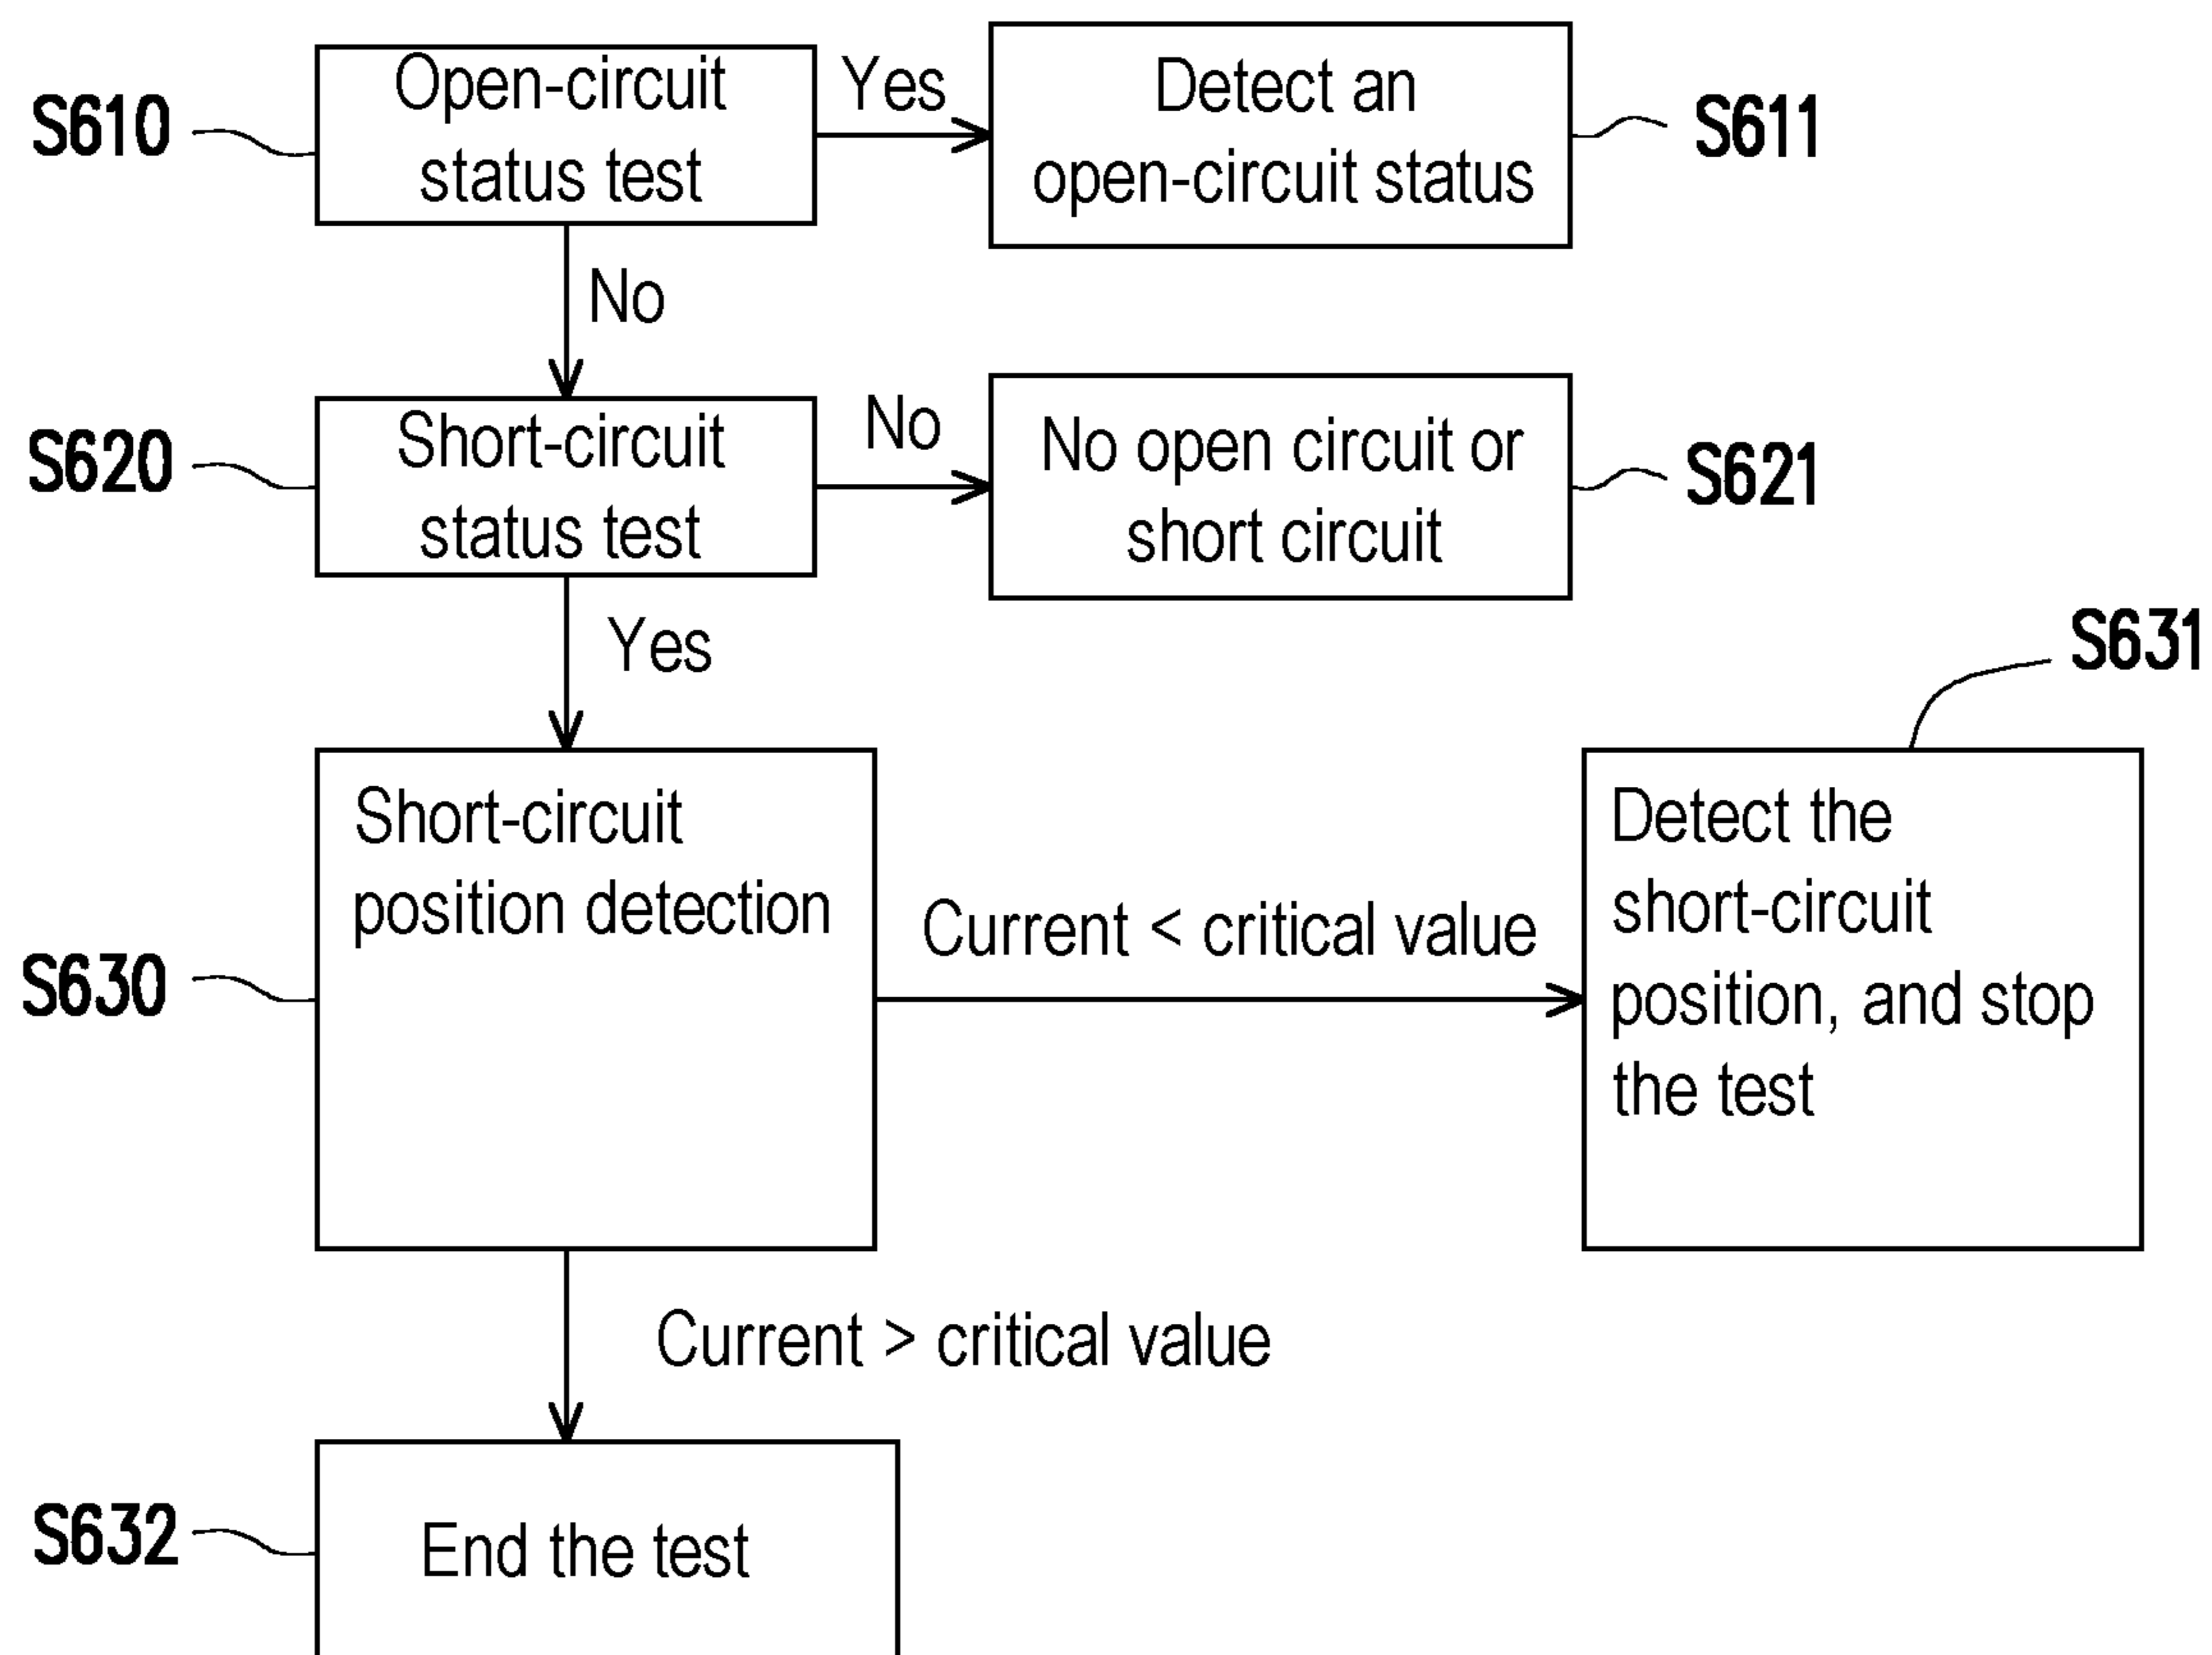 S610
Open-circuit
status test
Yes
Detect an
open-circuit status
S611
No
S620
Short-circuit
status test
No
No open circuit or
short circuit
S621
Yes
S631
S630
Short-circuit
position detection
Current < critical value
Detect the
short-circuit
position, and stop
the test
Current > critical value
S632
End the test